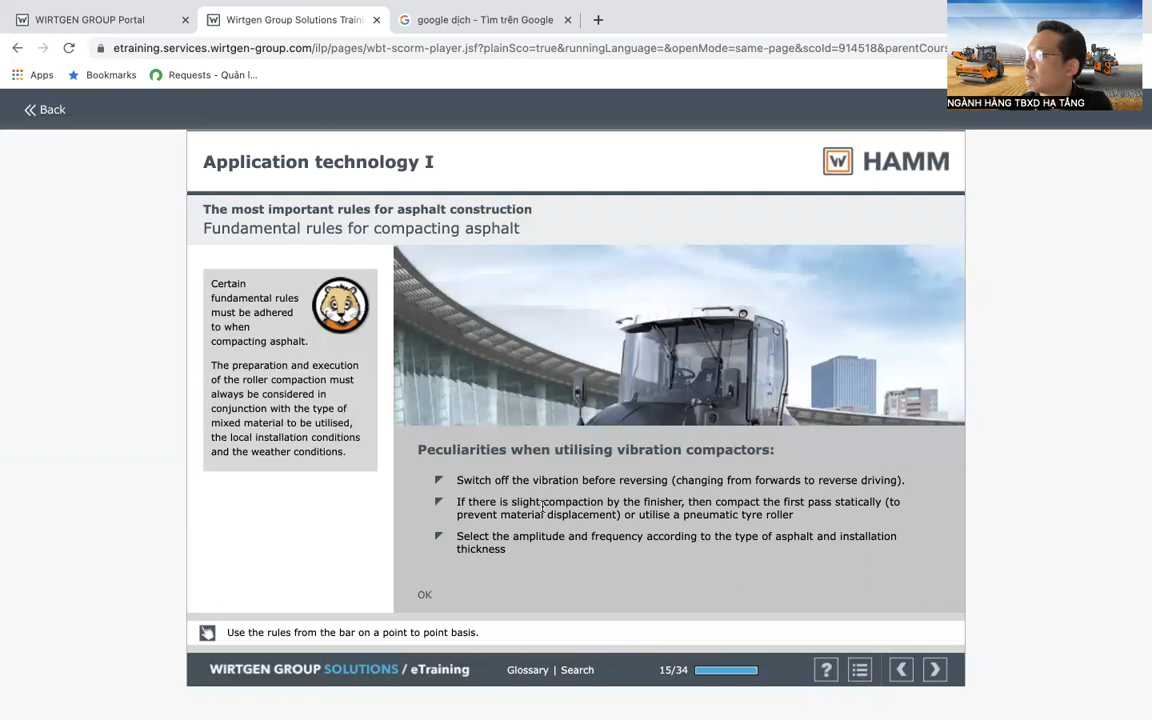 WIRTGEN GROUP Portal
Wirtgen Group Solutions Traini
google dịch - Tìm trên Google
etraining.services.wirtgen-group.com/ilp/pages/wbt-scorm-player.jsf?plainSco=true&runningLanguage=&openMode=same-page&scoId=914518&parentCour
Apps
Bookmarks
Requests - Quản l...
NGÀNH HÀNG TBXD HẠ TẦNG
Back
Application technology I
W HAMM
The most important rules for asphalt construction
Fundamental rules for compacting asphalt
Certain
fundamental rules
must be adhered
to when
compacting asphalt.
The preparation and execution
of the roller compaction must
always be considered in
conjunction with the type of
mixed material to be utilised,
the local installation conditions
and the weather conditions.
Peculiarities when utilising vibration compactors:
Switch off the vibration before reversing (changing from forwards to reverse driving).
If there is slight compaction by the finisher, then compact the first pass statically (to
prevent material displacement) or utilise a pneumatic tyre roller
Select the amplitude and frequency according to the type of asphalt and installation
thickness
OK
Use the rules from the bar on a point to point basis.
WIRTGEN GROUP SOLUTIONS / eTraining
Glossary | Search
15/34
?